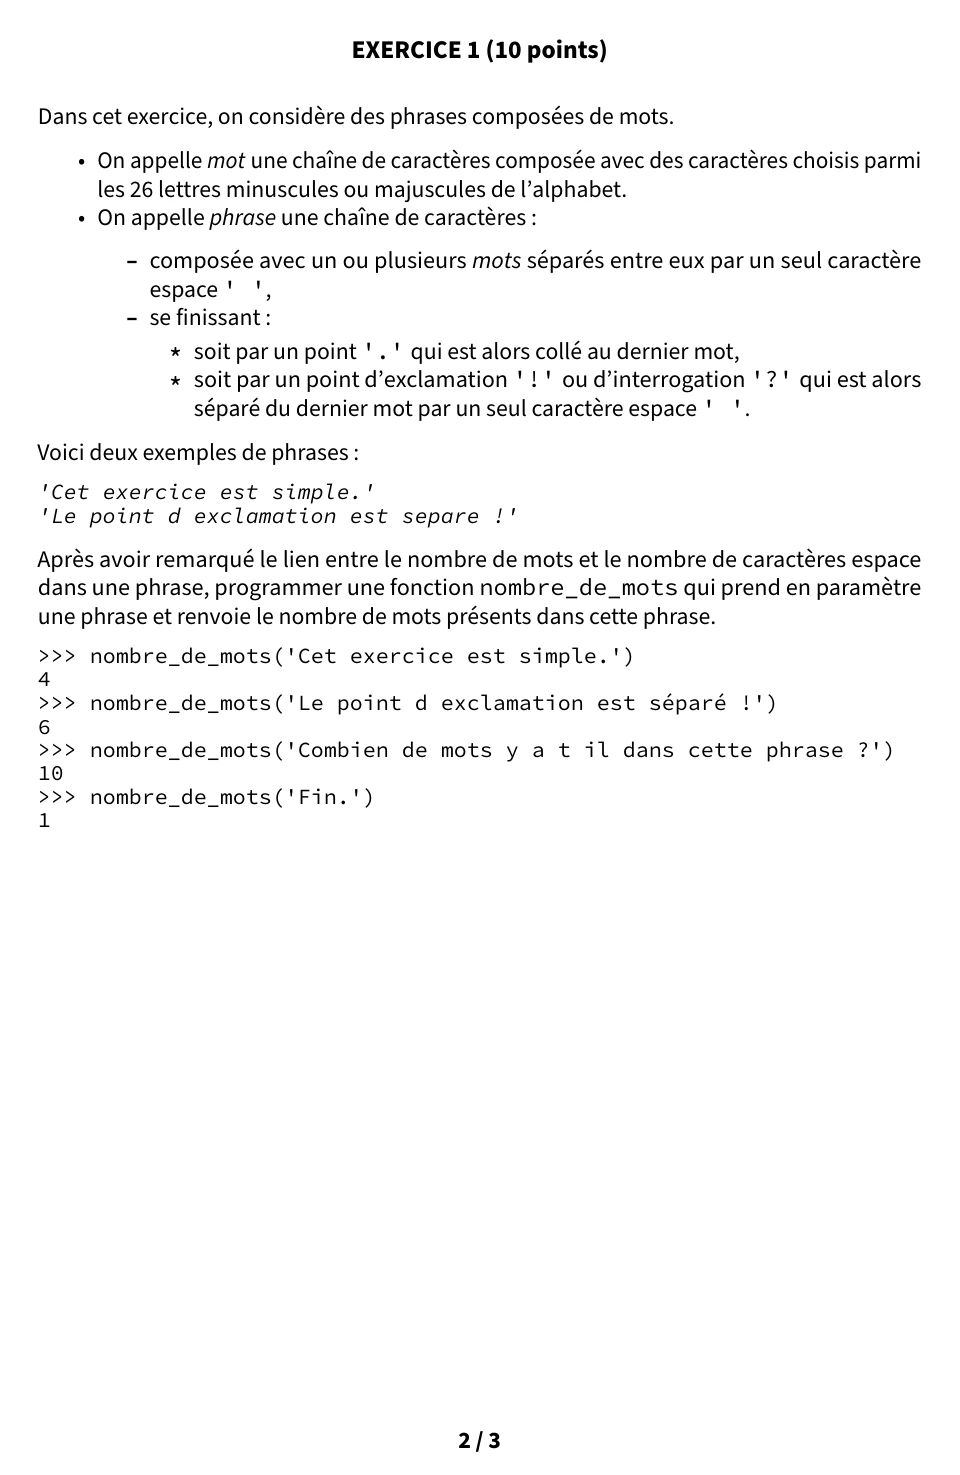 EXERCICE 1 (10 points)
Dans cet exercice, on considère des phrases composées de mots.
• On appelle mot une chaîne de caractères composée avec des caractères choisis parmi
les 26 lettres minuscules ou majuscules de l’alphabet.
• On appelle phrase une chaîne de caractères :
– composée avec un ou plusieurs mots séparés entre eux par un seul caractère
espace ' ',
– se finissant :
* soit par un point '.' qui est alors collé au dernier mot,
* soit par un point d’exclamation '!' ou d’interrogation '?' qui est alors
séparé du dernier mot par un seul caractère espace ' '.
Voici deux exemples de phrases :
'Cet exercice est simple.'
'Le point d exclamation est separe !'
Après avoir remarqué le lien entre le nombre de mots et le nombre de caractères espace
dans une phrase, programmer une fonction nombre_de_mots qui prend en paramètre
une phrase et renvoie le nombre de mots présents dans cette phrase.
>>> nombre_de_mots('Cet exercice est simple.')
4
>>> nombre_de_mots('Le point d exclamation est séparé !')
6
>>> nombre_de_mots('Combien de mots y a t il dans cette phrase ?')
10
>>> nombre_de_mots('Fin.')
1
2 / 3